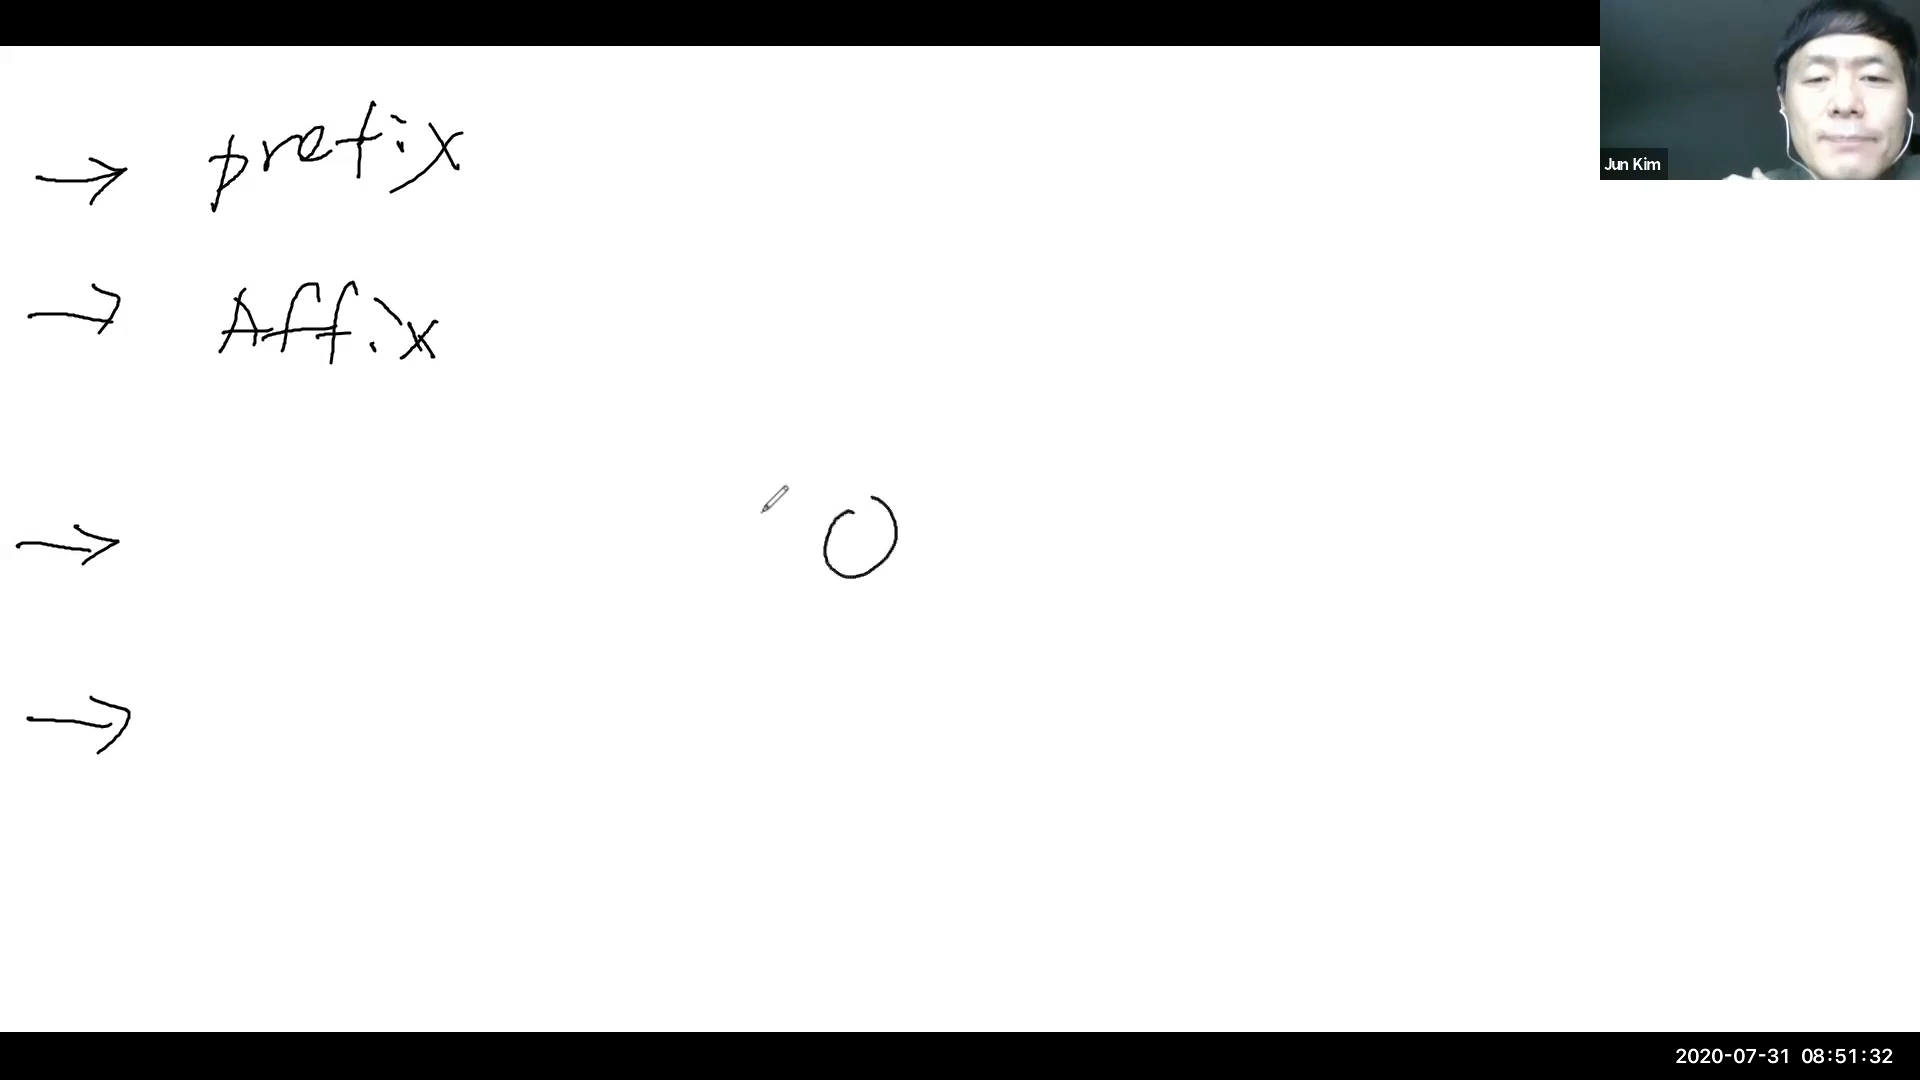 → prefix
→ Affix
→
→
O
Jun Kim
2020-07-31 08:51:32